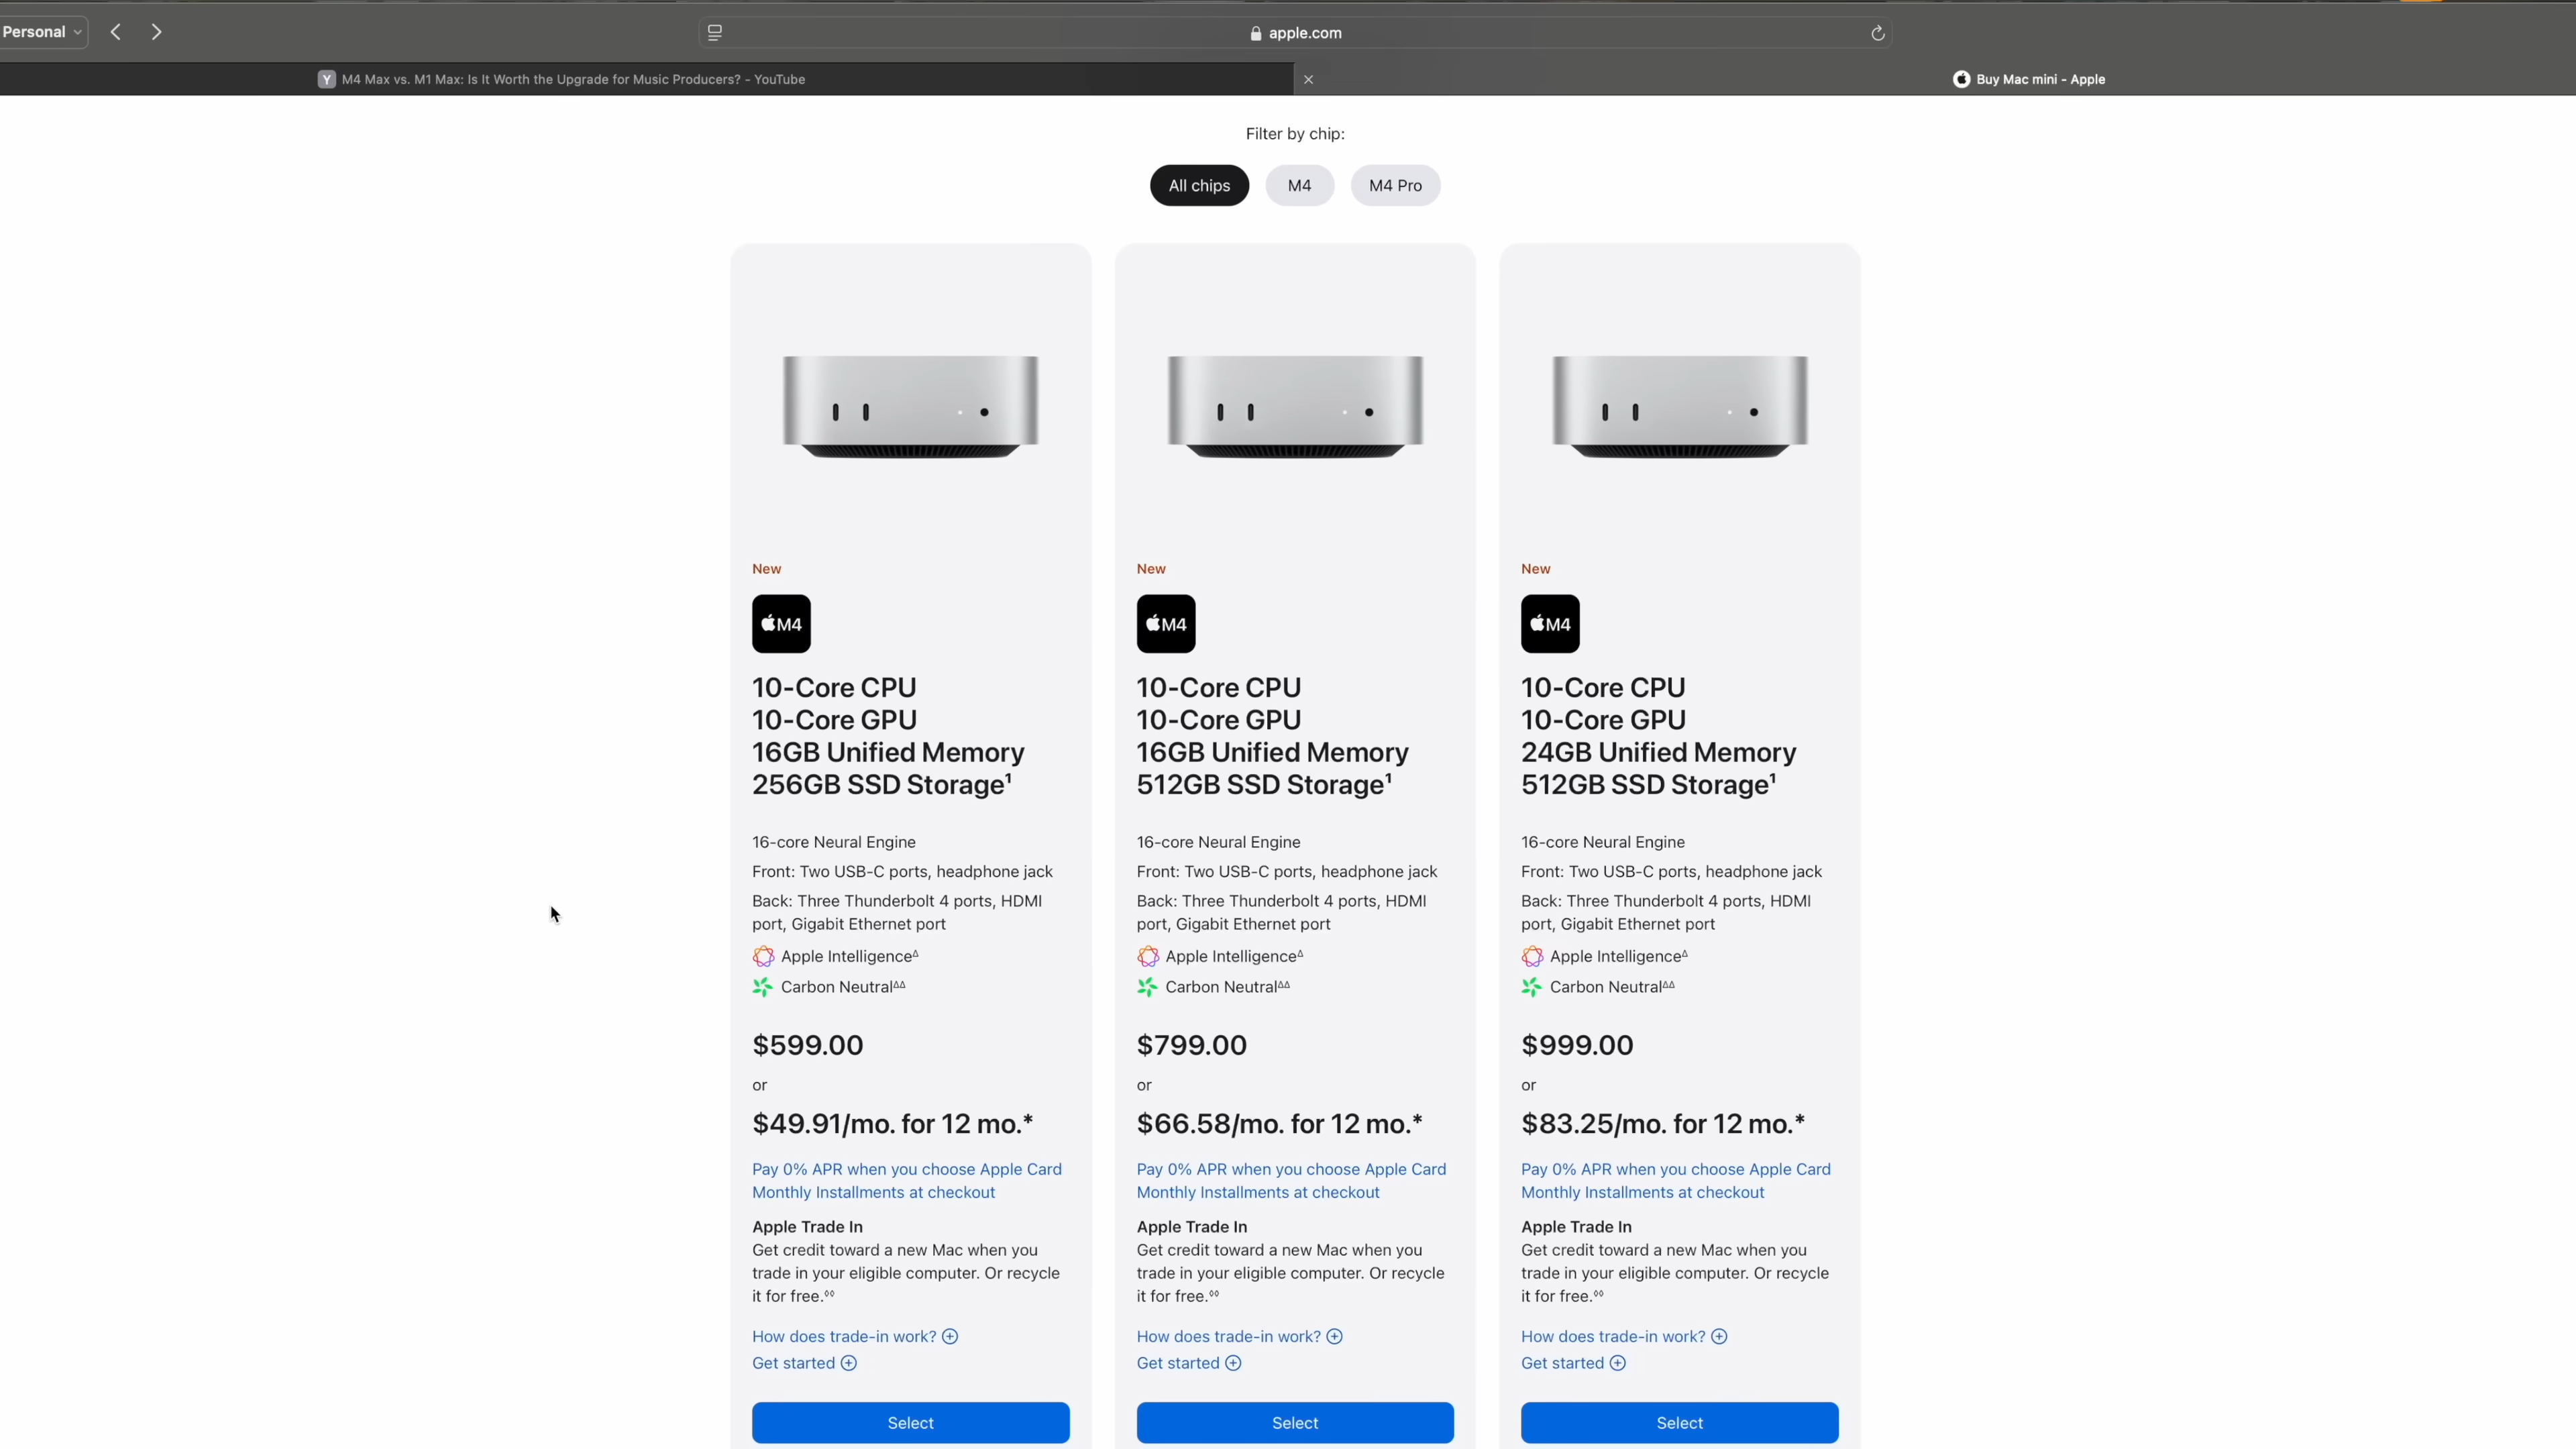 Personal
apple.com
Y M4 Max vs. M1 Max: Is It Worth the Upgrade for Music Producers? - YouTube
Buy Mac mini - Apple
Filter by chip:
All chips M4 M4 Pro
New
M4
10-Core CPU
10-Core GPU
16GB Unified Memory
256GB SSD Storage¹
16-core Neural Engine
Front: Two USB-C ports, headphone jack
Back: Three Thunderbolt 4 ports, HDMI
port, Gigabit Ethernet port
Apple Intelligence∆
Carbon Neutral∆∆
$599.00
or
$49.91/mo. for 12 mo.*
Pay 0% APR when you choose Apple Card
Monthly Installments at checkout
Apple Trade In
Get credit toward a new Mac when you
trade in your eligible computer. Or recycle
it for free.◊◊
How does trade-in work?
Get started
Select
New
M4
10-Core CPU
10-Core GPU
16GB Unified Memory
512GB SSD Storage¹
16-core Neural Engine
Front: Two USB-C ports, headphone jack
Back: Three Thunderbolt 4 ports, HDMI
port, Gigabit Ethernet port
Apple Intelligence∆
Carbon Neutral∆∆
$799.00
or
$66.58/mo. for 12 mo.*
Pay 0% APR when you choose Apple Card
Monthly Installments at checkout
Apple Trade In
Get credit toward a new Mac when you
trade in your eligible computer. Or recycle
it for free.◊◊
How does trade-in work?
Get started
Select
New
M4
10-Core CPU
10-Core GPU
24GB Unified Memory
512GB SSD Storage¹
16-core Neural Engine
Front: Two USB-C ports, headphone jack
Back: Three Thunderbolt 4 ports, HDMI
port, Gigabit Ethernet port
Apple Intelligence∆
Carbon Neutral∆∆
$999.00
or
$83.25/mo. for 12 mo.*
Pay 0% APR when you choose Apple Card
Monthly Installments at checkout
Apple Trade In
Get credit toward a new Mac when you
trade in your eligible computer. Or recycle
it for free.◊◊
How does trade-in work?
Get started
Select